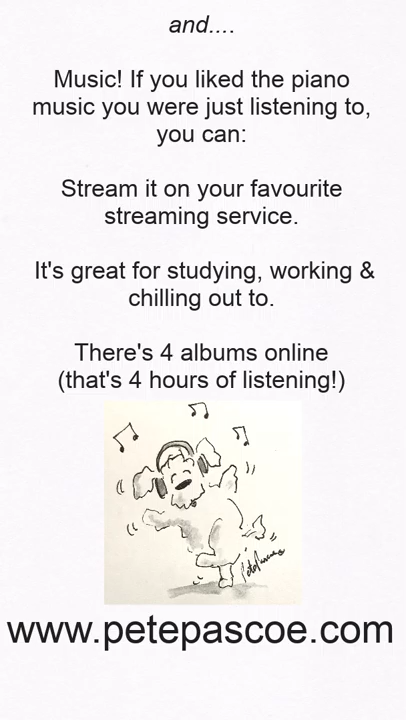 and....
Music! If you liked the piano
music you were just listening to,
you can:
Stream it on your favourite
streaming service.
It's great for studying, working &
chilling out to.
There's 4 albums online
(that's 4 hours of listening!)
Pete Pascoe
www.petepascoe.com